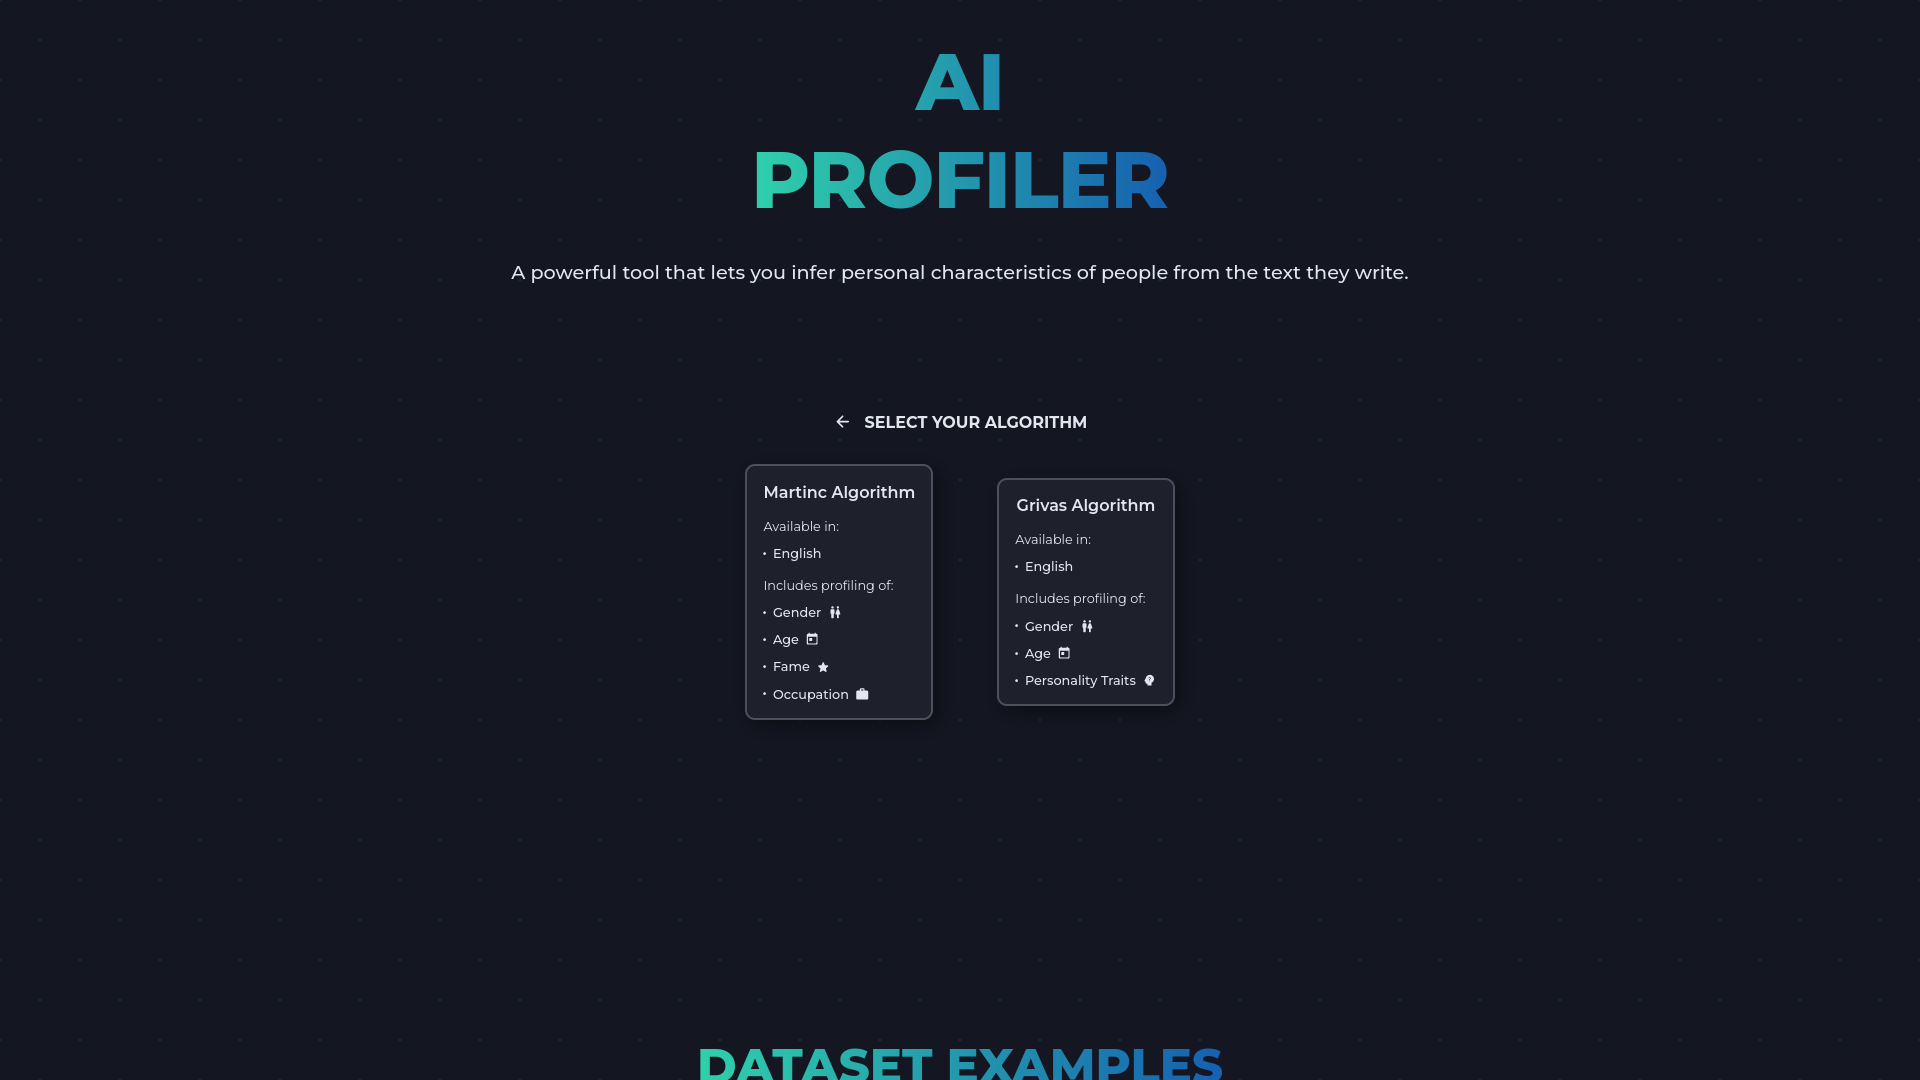 AI
PROFILER
A powerful tool that lets you infer personal characteristics of people from the text they write.
SELECT YOUR ALGORITHM
Martinc Algorithm
Available in:
• English
Includes profiling of:
• Gender
• Age
• Fame
• Occupation
Grivas Algorithm
Available in:
• English
Includes profiling of:
• Gender
• Age
• Personality Traits
DATASET EXAMPLES